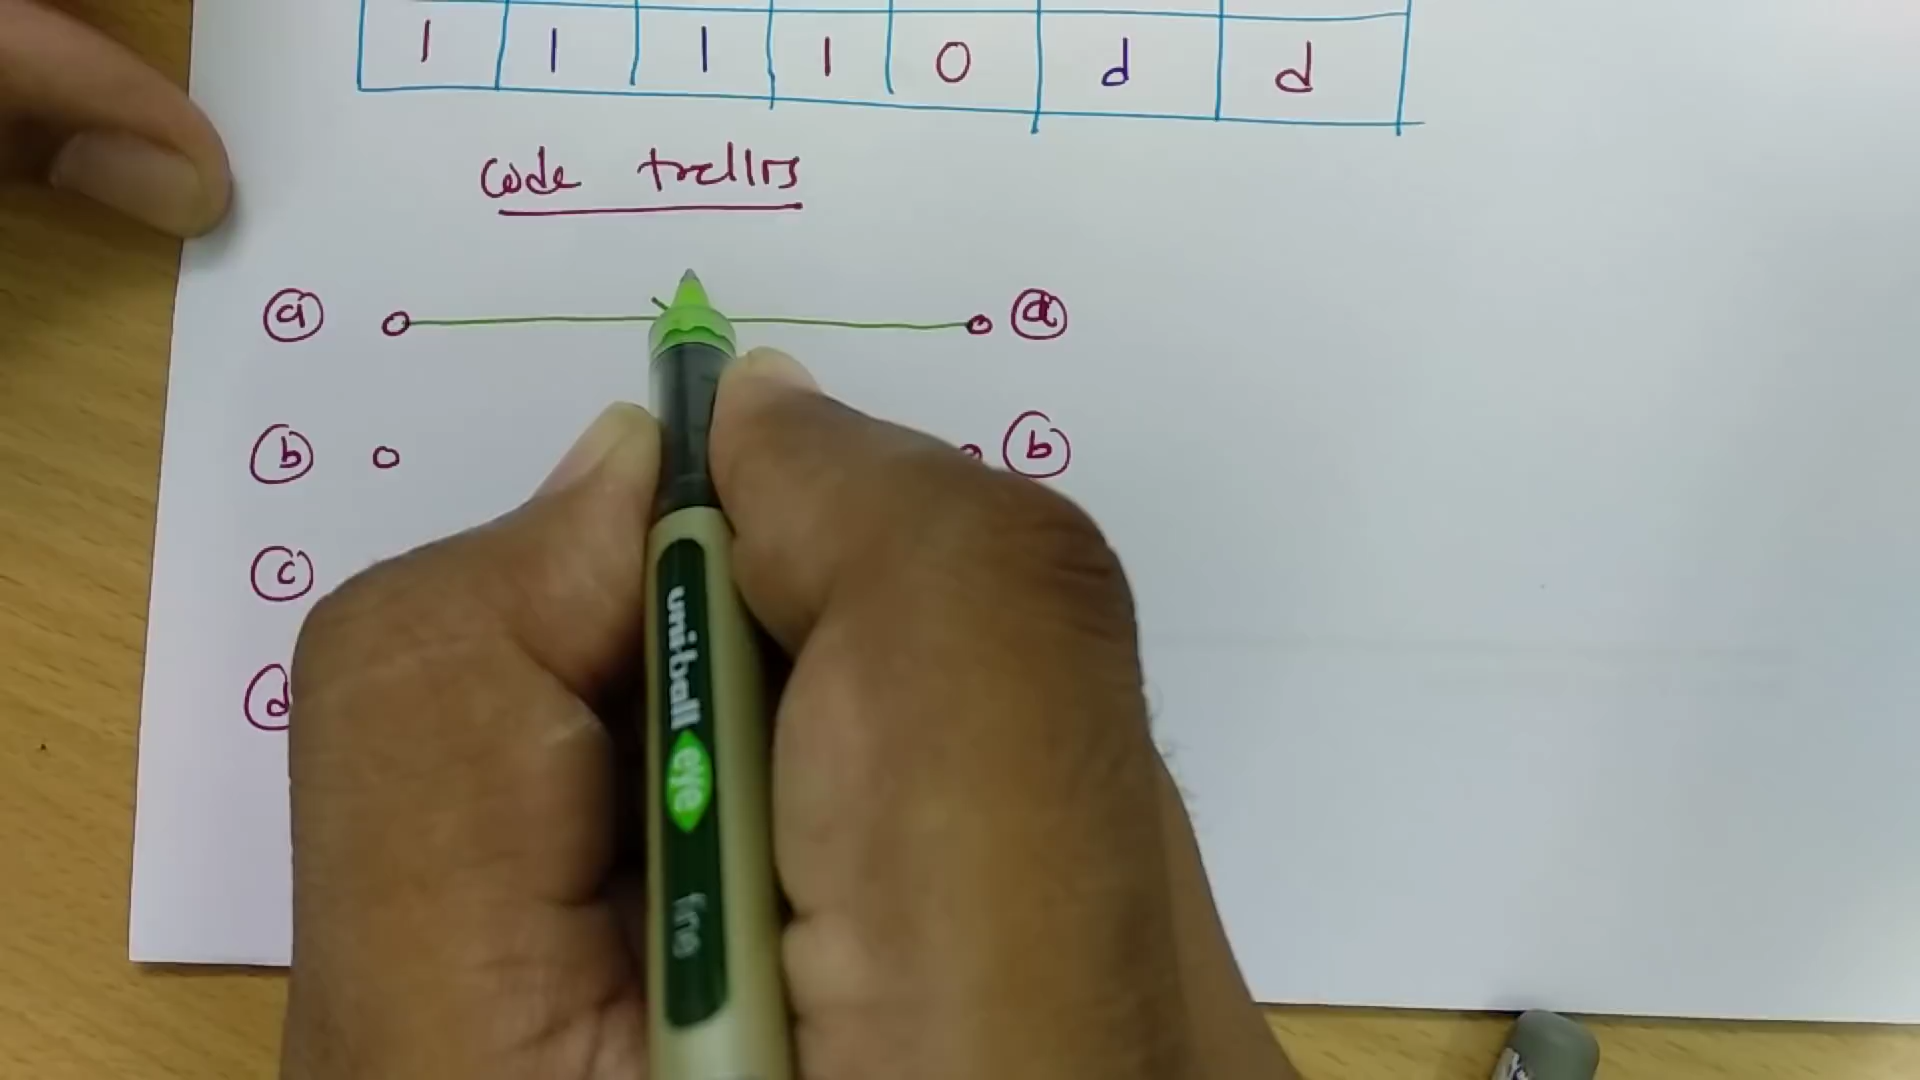 1 1 1 1 0 d d
Code trellis
a a
b b
c
d
uniball eye fine